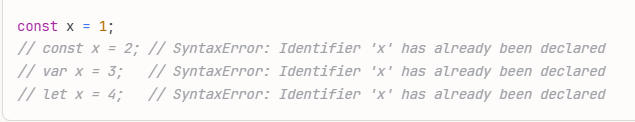 const x = 1;
// const x = 2; // SyntaxError: Identifier 'x' has already been declared
// var x = 3;   // SyntaxError: Identifier 'x' has already been declared
// let x = 4;   // SyntaxError: Identifier 'x' has already been declared